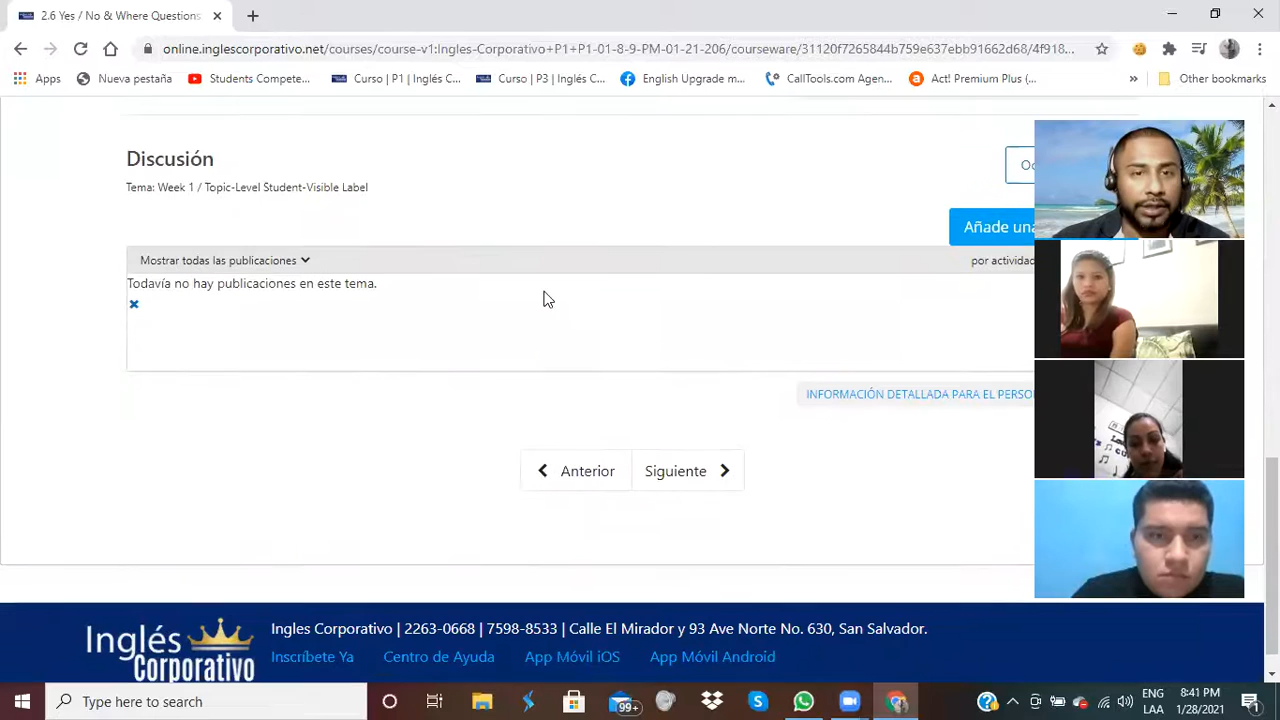 2.6 Yes / No & Where Questions
online.inglescorporativo.net/courses/course-v1:Ingles-Corporativo+P1+P1-01-8-9-PM-01-21-206/courseware/31120f7265844b759e637ebb91662d68/4f918...
Apps
Nueva pestaña
Students Compete...
Curso | P1 | Inglés C...
Curso | P3 | Inglés C...
English Upgrade m...
CallTools.com Agen...
Act! Premium Plus (...
»
Other bookmarks
Discusión
Oc
Tema: Week 1 / Topic-Level Student-Visible Label
Añade una
Mostrar todas las publicaciones
por actividad
Todavía no hay publicaciones en este tema.
INFORMACIÓN DETALLADA PARA EL PERSO
Anterior
Siguiente
Inglés Corporativo
Ingles Corporativo | 2263-0668 | 7598-8533 | Calle El Mirador y 93 Ave Norte No. 630, San Salvador.
Inscríbete Ya
Centro de Ayuda
App Móvil iOS
App Móvil Android
Type here to search
99+
ENG
LAA
8:41 PM
1/28/2021